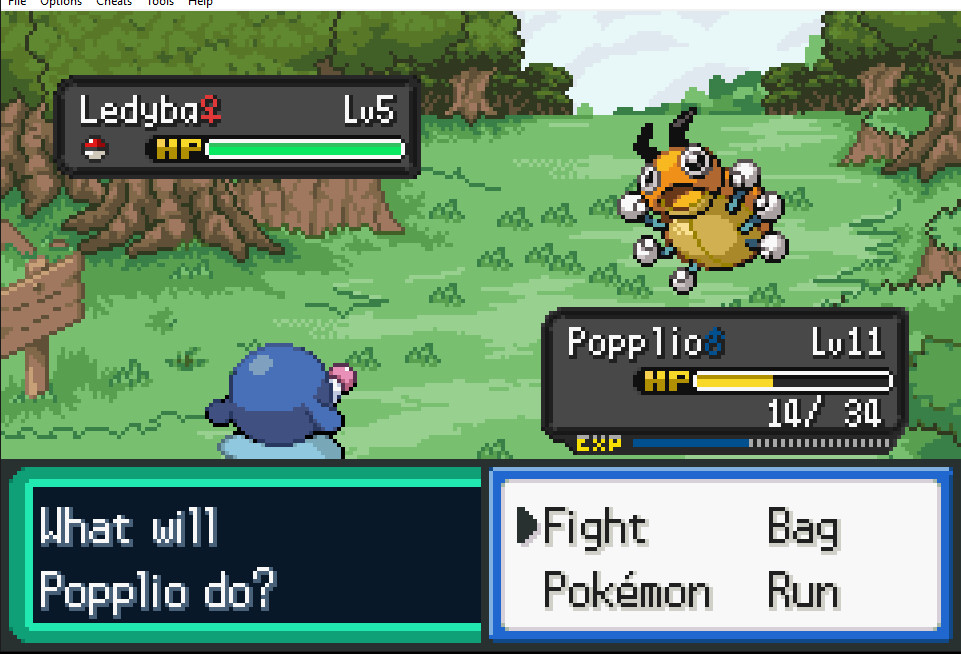 File Options Cheats Tools Help
Ledyba♀ Lv5
HP
Popplio♂ Lv11
HP
14/ 34
EXP
What will
Popplio do?
Fight Bag
Pokémon Run